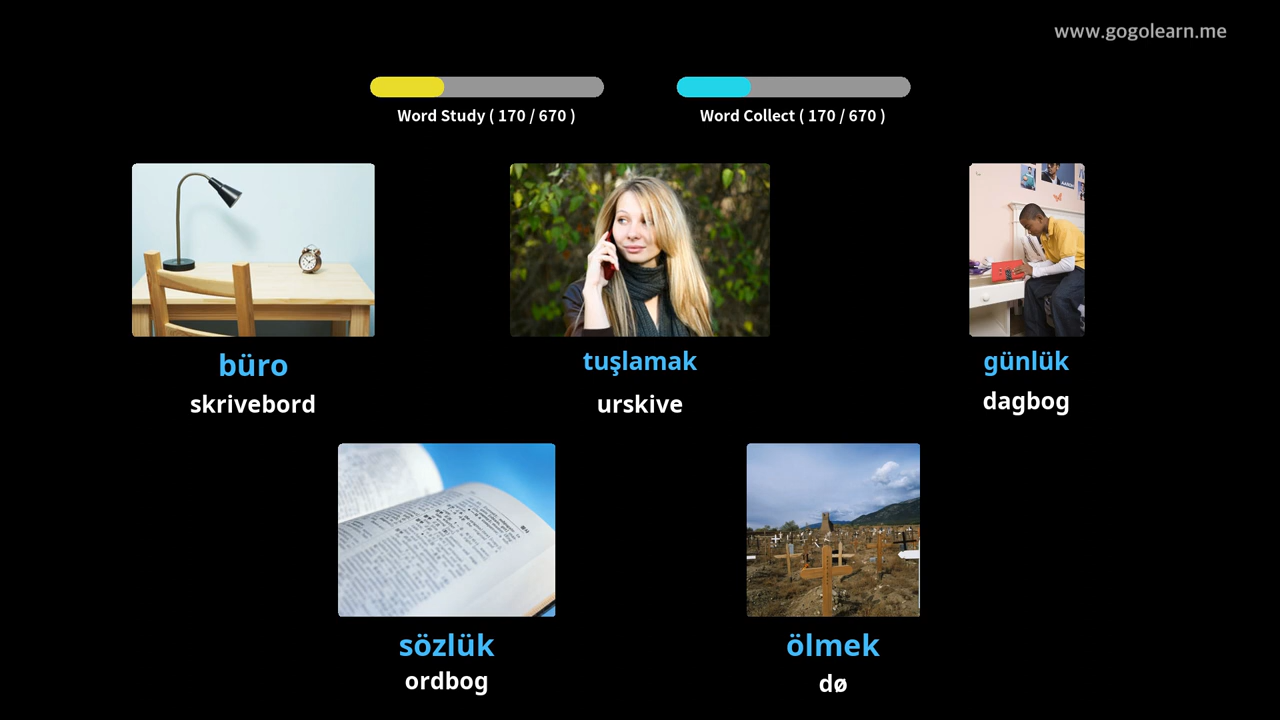 www.gogolearn.me
Word Study ( 170 / 670 )
Word Collect ( 170 / 670 )
büro
skrivebord
tuşlamak
urskive
günlük
dagbog
sözlük
ordbog
ölmek
dø